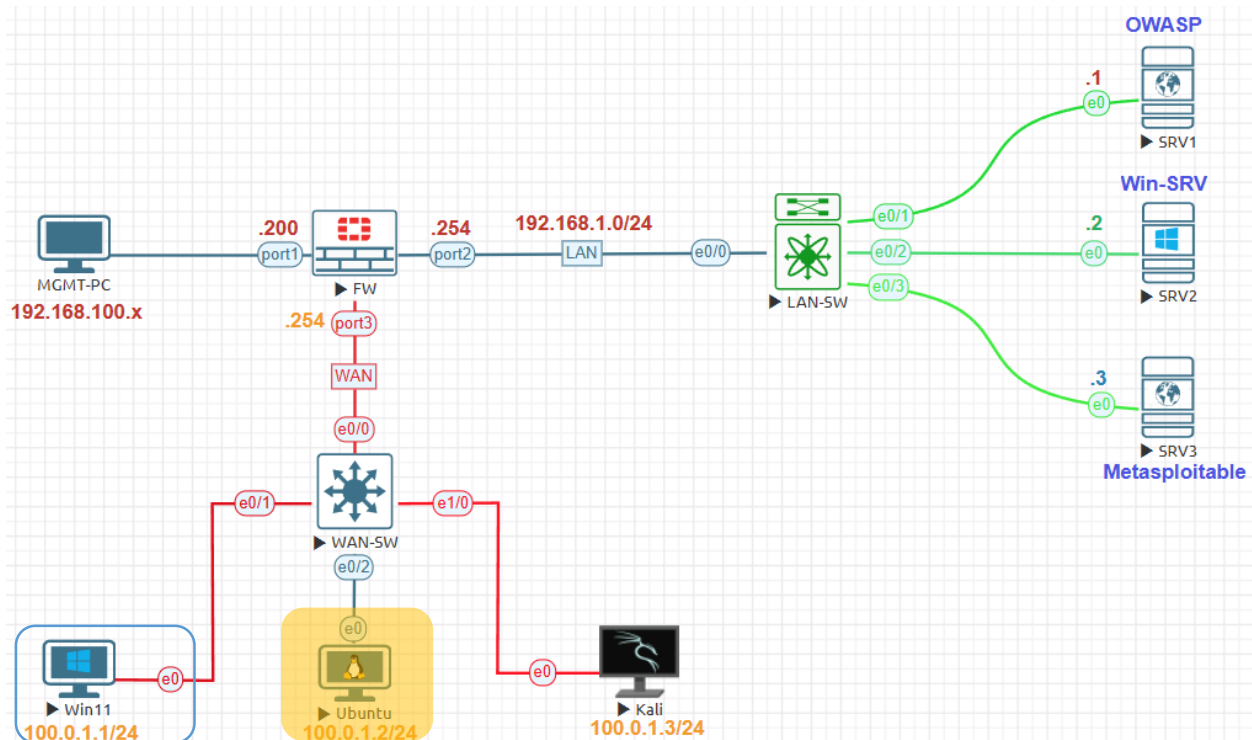 OWASP
.1
e0
SRV1
Win-SRV
.200
.254
192.168.1.0/24
e0/1
.2
port1
port2
LAN
e0/0
e0/2
e0
MGMT-PC
FW
e0/3
LAN-SW
SRV2
192.168.100.x
.254
port3
WAN
.3
e0
e0/0
SRV3
Metasploitable
e0/1
e1/0
WAN-SW
e0/2
e0
e0
e0
Win11
Ubuntu
Kali
100.0.1.1/24
100.0.1.2/24
100.0.1.3/24